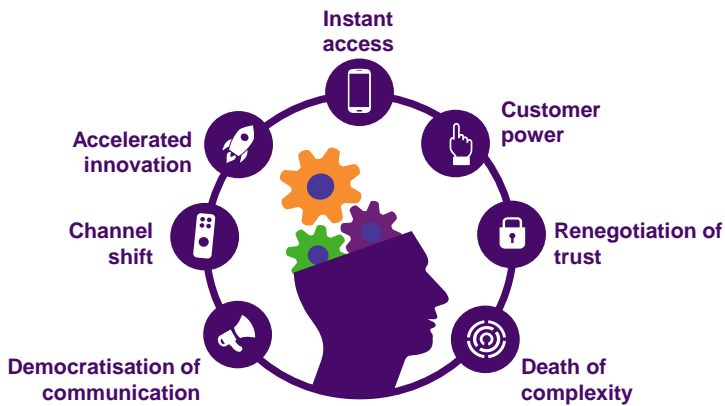 Instant
access
Customer
power
Accelerated
innovation
Channel
shift
Renegotiation of
trust
Democratisation of
communication
Death of
complexity